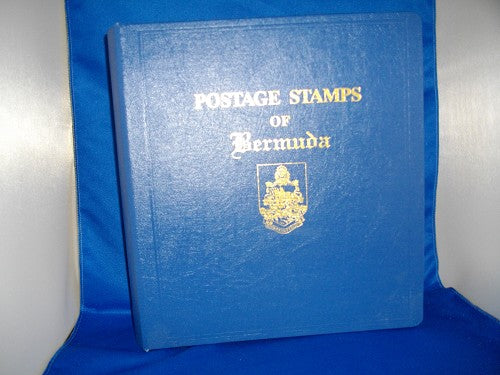 POSTAGE STAMPS
OF
Bermuda